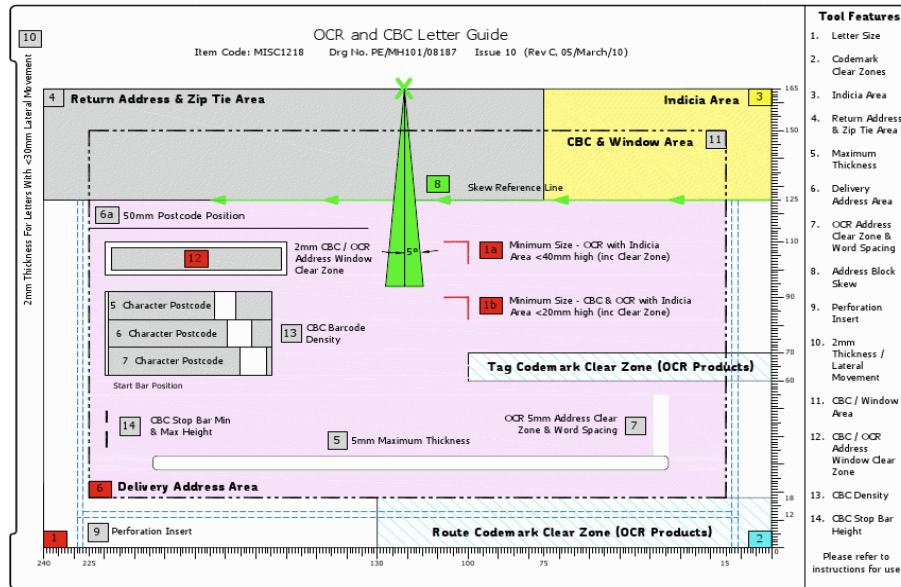 OCR and CBC Letter Guide
Item Code: MISC1218 Drg No. PE/MH101/08187 Issue 10 (Rev C, 05/March/10)
10
2mm Thickness For Letters With <30mm Lateral Movement
4 Return Address & Zip Tie Area
Indicia Area 3
CBC & Window Area 11
8 Skew Reference Line
6a 50mm Postcode Position
12
2mm CBC / OCR
Address Window
Clear Zone
5°
1a Minimum Size - OCR with Indicia
Area <40mm high (inc Clear Zone)
1b Minimum Size - CBC & OCR with Indicia
Area <20mm high (inc Clear Zone)
5 Character Postcode
6 Character Postcode
7 Character Postcode
Start Bar Position
13 CBC Barcode
Density
Tag Codemark Clear Zone (OCR Products)
14 CBC Stop Bar Min
& Max Height
OCR 5mm Address Clear
Zone & Word Spacing 7
5 5mm Maximum Thickness
6 Delivery Address Area
9 Perforation Insert
Route Codemark Clear Zone (OCR Products)
1
2
165
150
125
110
90
70
60
18
12
0
240 225 130 100 75 15
Tool Features
1. Letter Size
2. Codemark
Clear Zones
3. Indicia Area
4. Return Address
& Zip Tie Area
5. Maximum
Thickness
6. Delivery
Address Area
7. OCR Address
Clear Zone &
Word Spacing
8. Address Block
Skew
9. Perforation
Insert
10. 2mm
Thickness /
Lateral
Movement
11. CBC / Window
Area
12. CBC / OCR
Address
Window Clear
Zone
13. CBC Density
14. CBC Stop Bar
Height
Please refer to
instructions for use